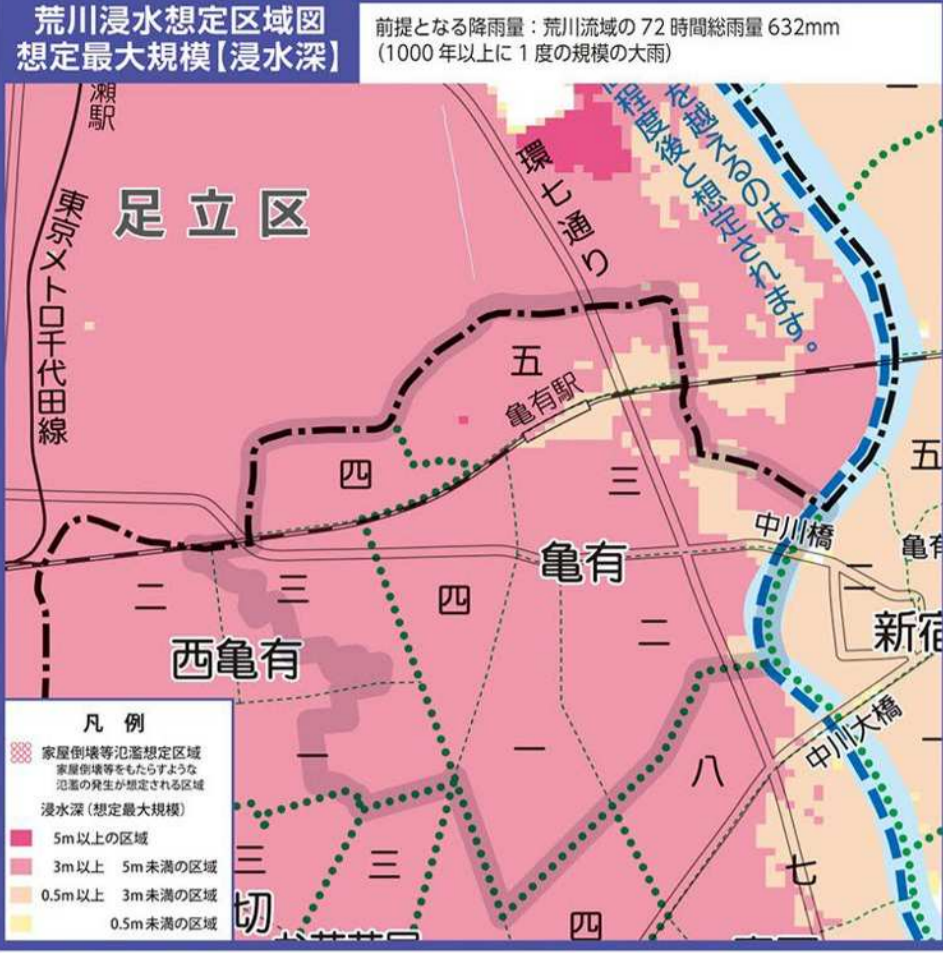 荒川浸水想定区域図
想定最大規模【浸水深】
前提となる降雨量：荒川流域の72時間総雨量632mm
(1000年以上に1度の規模の大雨)
瀬駅
東京メトロ千代田線
足立区
環七通り
を越えるのは、
程度後と想定されます。
五
亀有駅
四
三
五
中川橋
亀有
二
三
四
亀有
二
二
新宿
西亀有
中川大橋
一
一
八
一
七
三
三
四
切
凡 例
家屋倒壊等氾濫想定区域
家屋倒壊等をもたらすような
氾濫の発生が想定される区域
浸水深（想定最大規模）
5m以上の区域
3m以上 5m未満の区域
0.5m以上 3m未満の区域
0.5m未満の区域